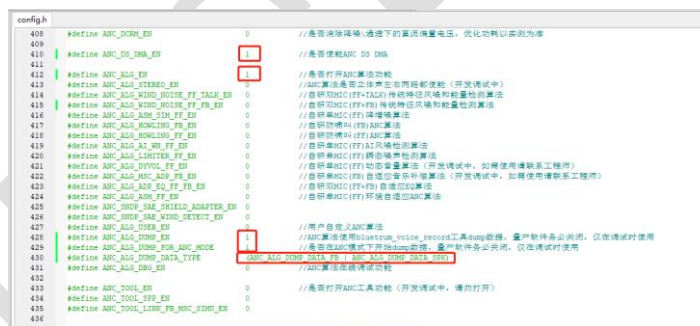 config.h
408 #define ANC_DCRM_EN 0 //是否消除降噪\通透下的直流偏置电压，优化功耗以实测为准
409
410 #define ANC_DS_DMA_EN 1 //是否使能ANC DS DMA
411
412 #define ANC_ALG_EN 1 //是否打开ANC算法功能
413 #define ANC_ALG_STEREO_EN 0 //ANC算法是否立体声左右两路都使能（开发调试中）
414 #define ANC_ALG_WIND_NOISE_FF_TALK_EN 0 //自研双MIC(FF+TALK)传统特征风噪和能量检测算法
415 #define ANC_ALG_WIND_NOISE_FF_FB_EN 0 //自研双MIC(FF+FB)传统特征风噪和能量检测算法
416 #define ANC_ALG_ASM_SIM_FF_EN 0 //自研单MIC(FF)降增噪算法
417 #define ANC_ALG_HOWLING_FB_EN 0 //自研防啸叫(FB)ANC算法
418 #define ANC_ALG_HOWLING_FF_EN 0 //自研防啸叫(FF)ANC算法
419 #define ANC_ALG_AI_WN_FF_EN 0 //自研单MIC(FF)AI风噪检测算法
420 #define ANC_ALG_LIMITER_FF_EN 0 //自研单MIC(FF)瞬态噪声检测算法
421 #define ANC_ALG_DYVOL_FF_EN 0 //自研单MIC(FF)动态音量算法（开发调试中，如需使用请联系工程师）
422 #define ANC_ALG_MSC_ADP_FB_EN 0 //自研单MIC(FB)自适应音乐补偿算法（开发调试中，如需使用请联系工程师）
423 #define ANC_ALG_ADP_EQ_FF_FB_EN 0 //自研双MIC(FF+FB)自适应EQ算法
424 #define ANC_ALG_ASM_FF_EN 0 //自研单MIC(FF)环境自适应ANC算法
425 #define ANC_SNDP_SAE_SHIELD_ADAPTER_EN 0
426 #define ANC_SNDP_SAE_WIND_DETECT_EN 0
427 #define ANC_ALG_USER_EN 0 //用户自定义ANC算法
428 #define ANC_ALG_DUMP_EN 1 //ANC算法使用bluetrum_voice_record工具dump数据，量产软件务必关闭，仅在调试时使用
429 #define ANC_ALG_DUMP_FOR_ANC_MODE 1 //是否在ANC模式下开始dump数据，量产软件务必关闭，仅在调试时使用
430 #define ANC_ALG_DUMP_DATA_TYPE (ANC_ALG_DUMP_DATA_FB | ANC_ALG_DUMP_DATA_SPK)
431 #define ANC_ALG_DBG_EN 0 //ANC算法在线调试功能
432
433 #define ANC_TOOL_EN 0 //是否打开ANC工具功能（开发调试中，请勿打开）
434 #define ANC_TOOL_SPP_EN 0
435 #define ANC_TOOL_LINK_FB_MSC_SIMU_EN 0
436